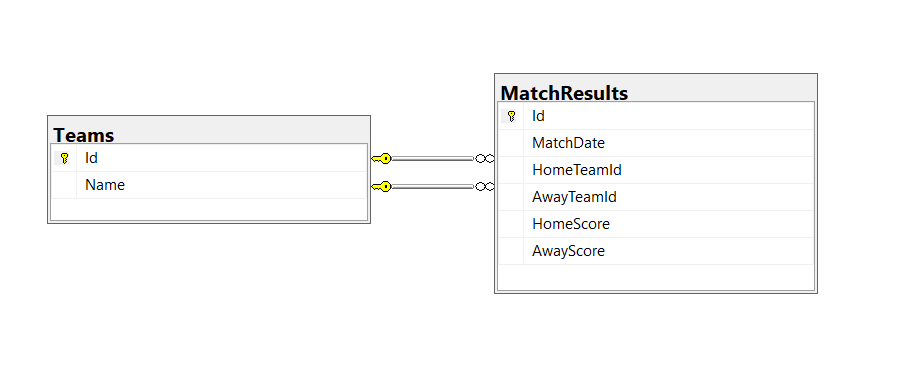 Teams
Id
Name
MatchResults
Id
MatchDate
HomeTeamId
AwayTeamId
HomeScore
AwayScore